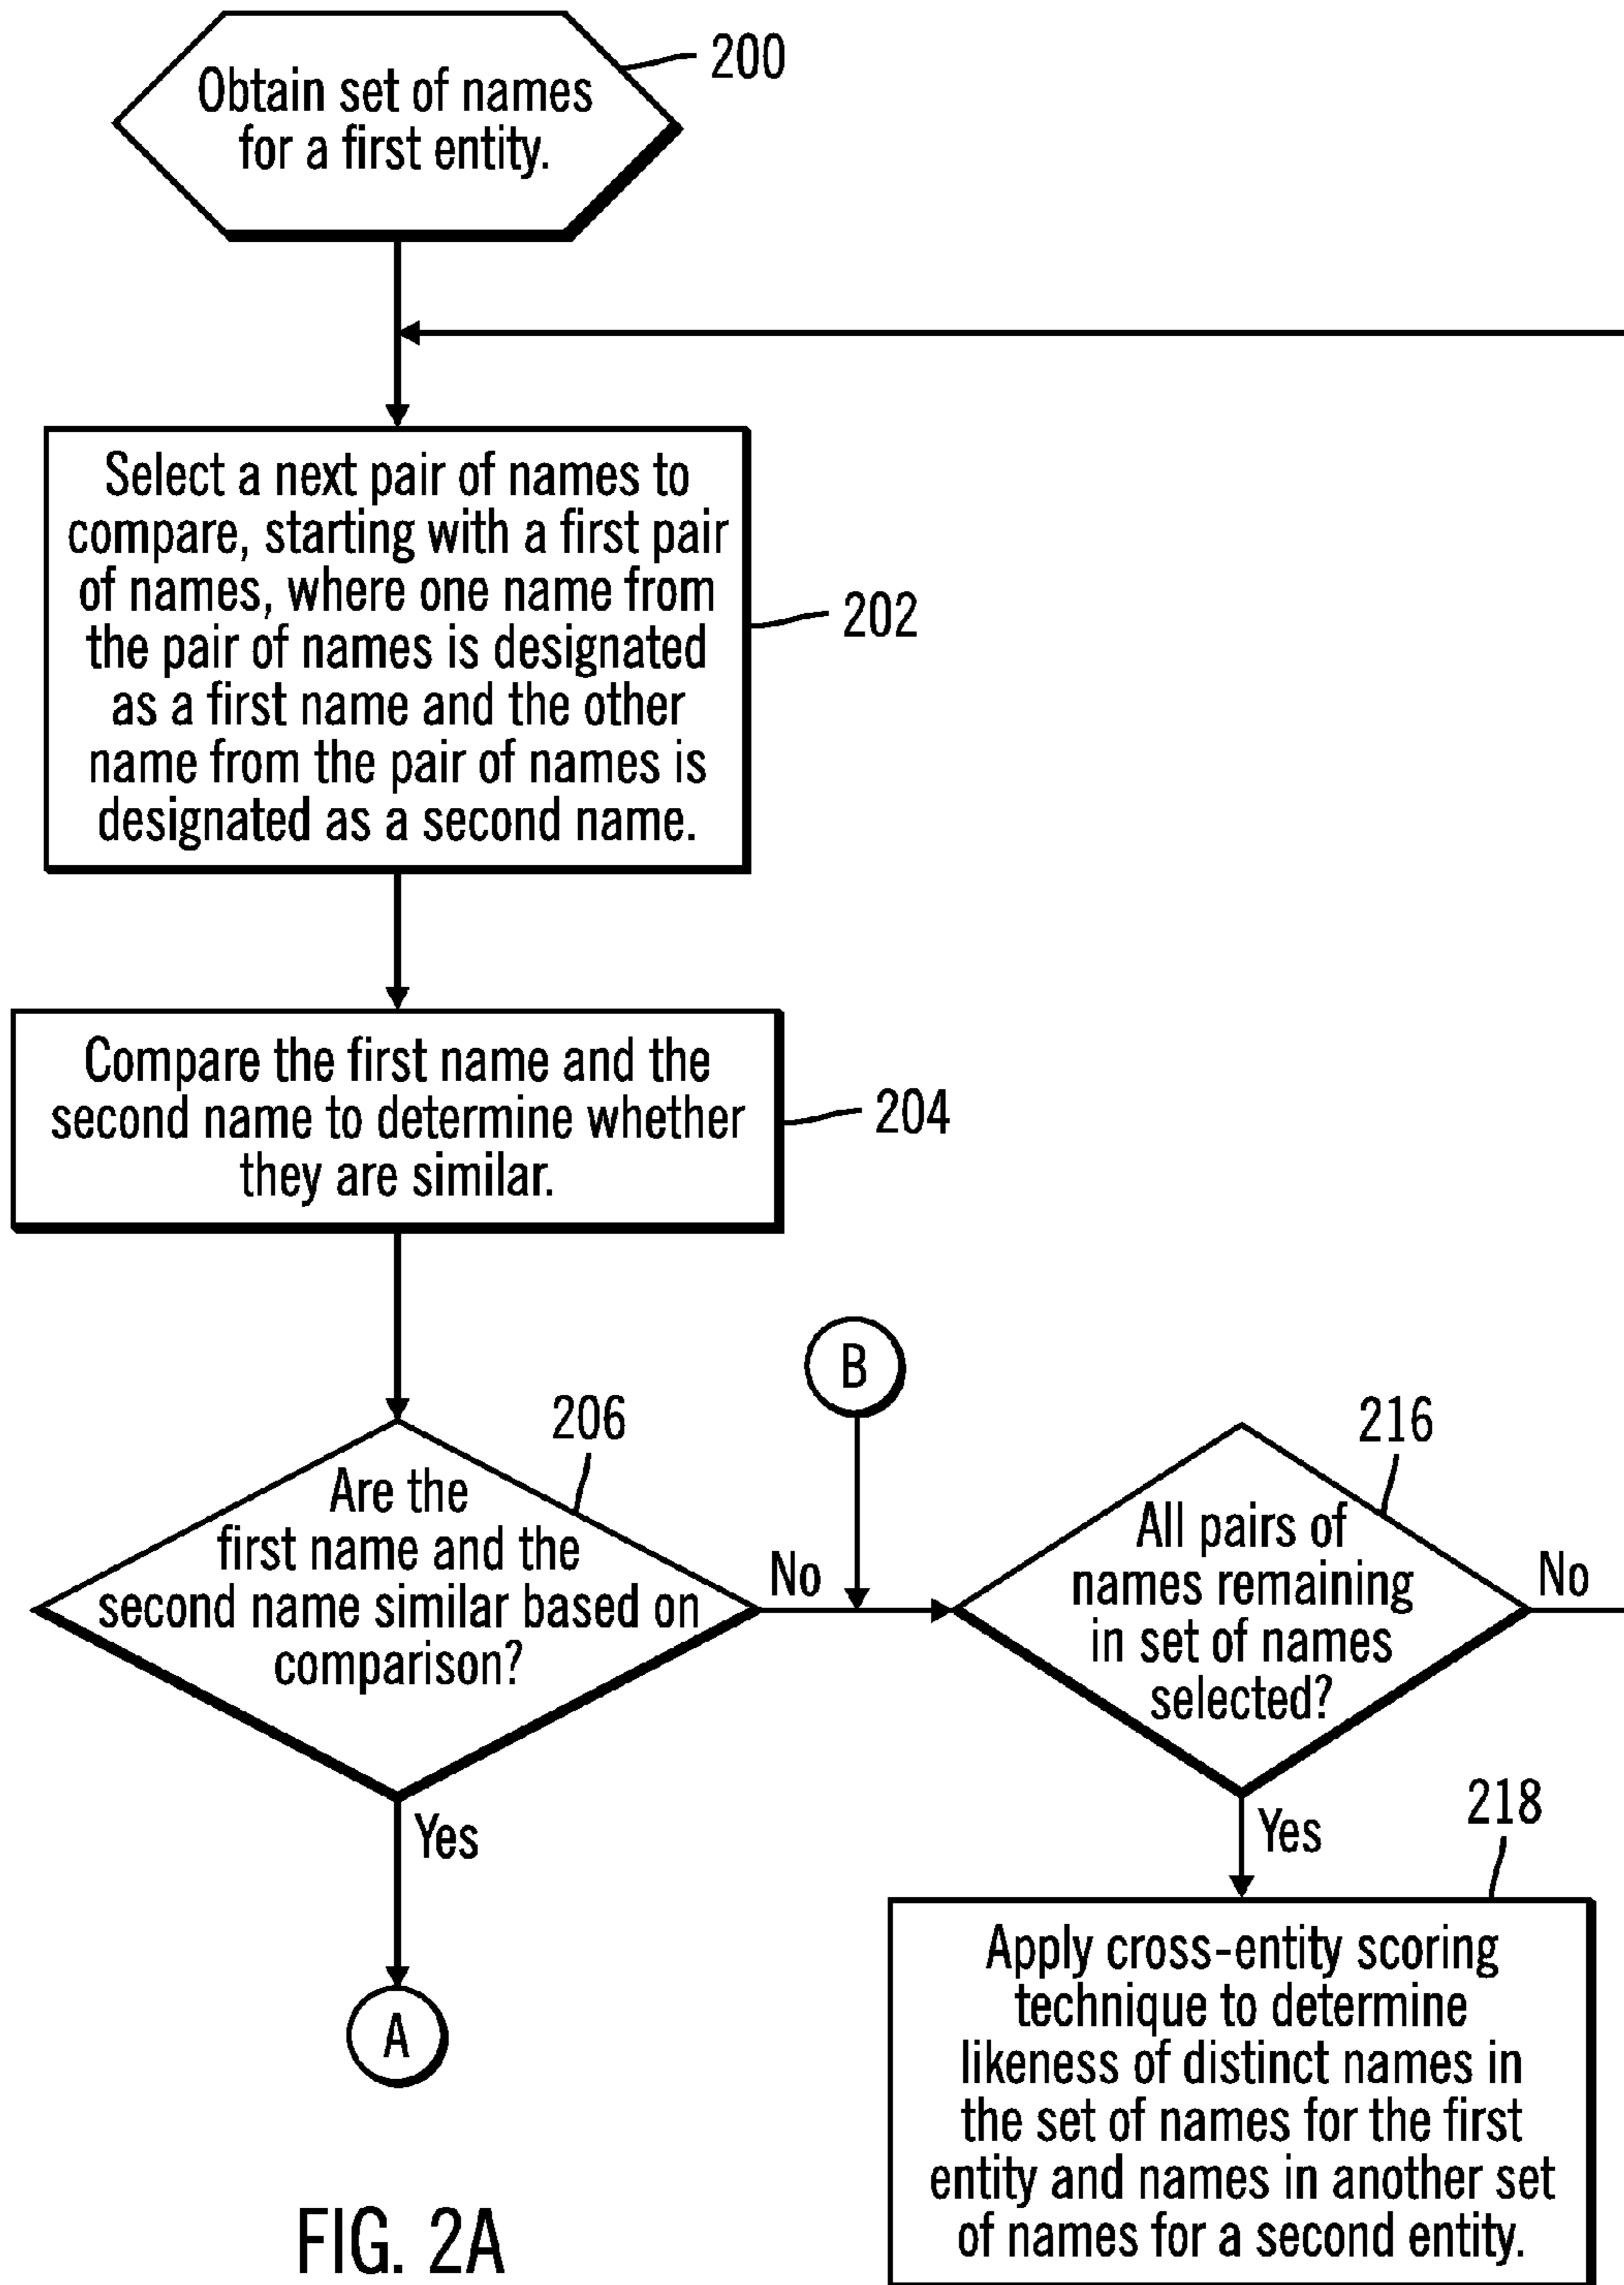 Obtain set of names
for a first entity.
200
Select a next pair of names to
compare, starting with a first pair
of names, where one name from
the pair of names is designated
as a first name and the other
name from the pair of names is
designated as a second name.
202
Compare the first name and the
second name to determine whether
they are similar.
204
B
206
Are the
first name and the
second name similar based on
comparison?
No
Yes
A
216
All pairs of
names remaining
in set of names
selected?
No
Yes
218
Apply cross-entity scoring
technique to determine
likeness of distinct names in
the set of names for the first
entity and names in another set
of names for a second entity.
FIG. 2A